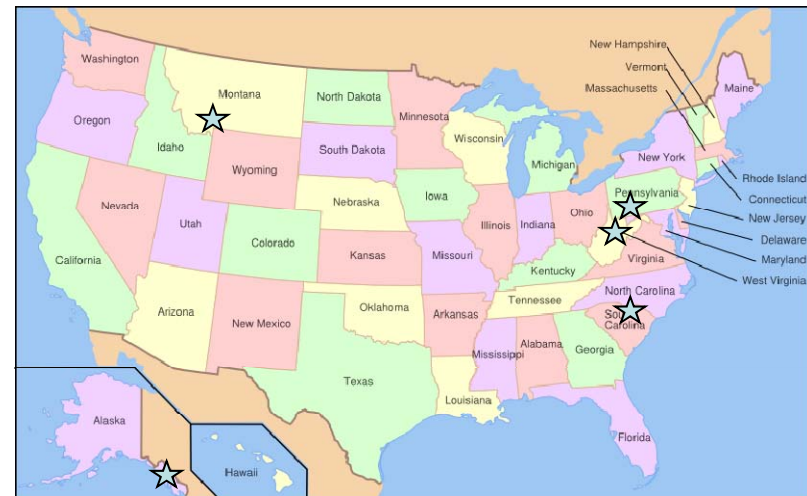 New Hampshire
Vermont
Massachusetts
Washington
Montana
North Dakota
Minnesota
Maine
Oregon
Idaho
South Dakota
Wisconsin
Michigan
New York
Wyoming
Rhode Island
Connecticut
New Jersey
Delaware
Maryland
West Virginia
Nevada
Utah
Nebraska
Iowa
Pennsylvania
Illinois
Indiana
Ohio
California
Colorado
Kansas
Missouri
Virginia
Kentucky
Arizona
New Mexico
Oklahoma
Arkansas
Tennessee
North Carolina
South
Carolina
Mississippi
Alabama
Georgia
Texas
Louisiana
Florida
Alaska
Hawaii